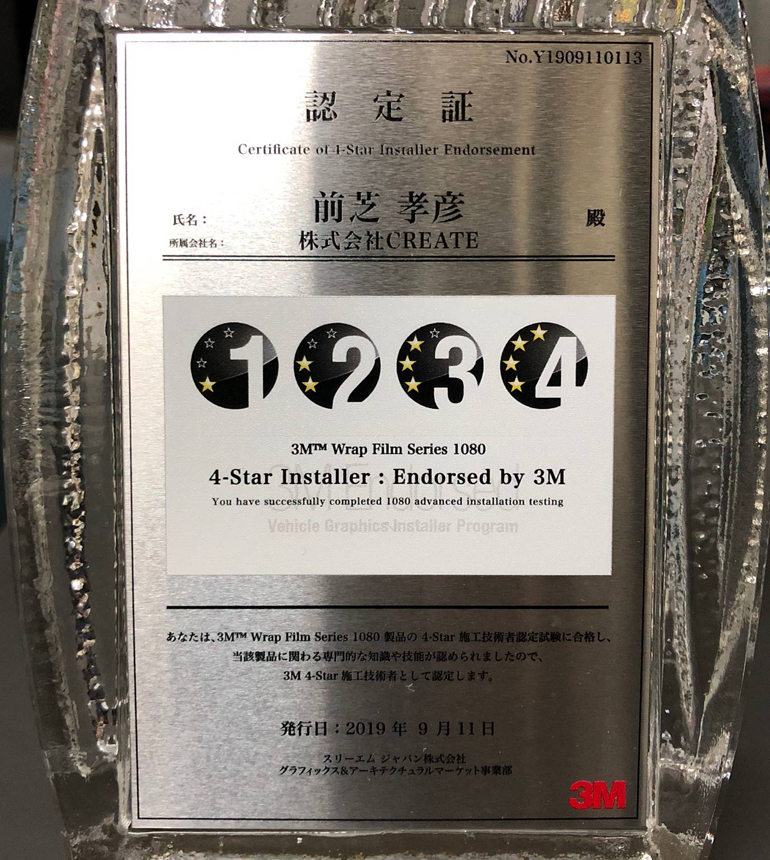 No.Y1909110113
認定証
Certificate of 4-Star Installer Endorsement
氏名： 前芝 孝彦 殿
所属会社名： 株式会社CREATE
1 2 3 4
3M™ Wrap Film Series 1080
4-Star Installer : Endorsed by 3M
You have successfully completed 1080 advanced installation testing
3M Endorsed
Vehicle Graphics Installer Program
あなたは、3M™ Wrap Film Series 1080 製品の 4-Star 施工技術者認定試験に合格し、
当該製品に関わる専門的な知識や技能が認められましたので、
3M 4-Star 施工技術者として認定します。
発行日：2019 年 9 月 11 日
スリーエム ジャパン株式会社
グラフィックス&アーキテクチュラルマーケット事業部
3M